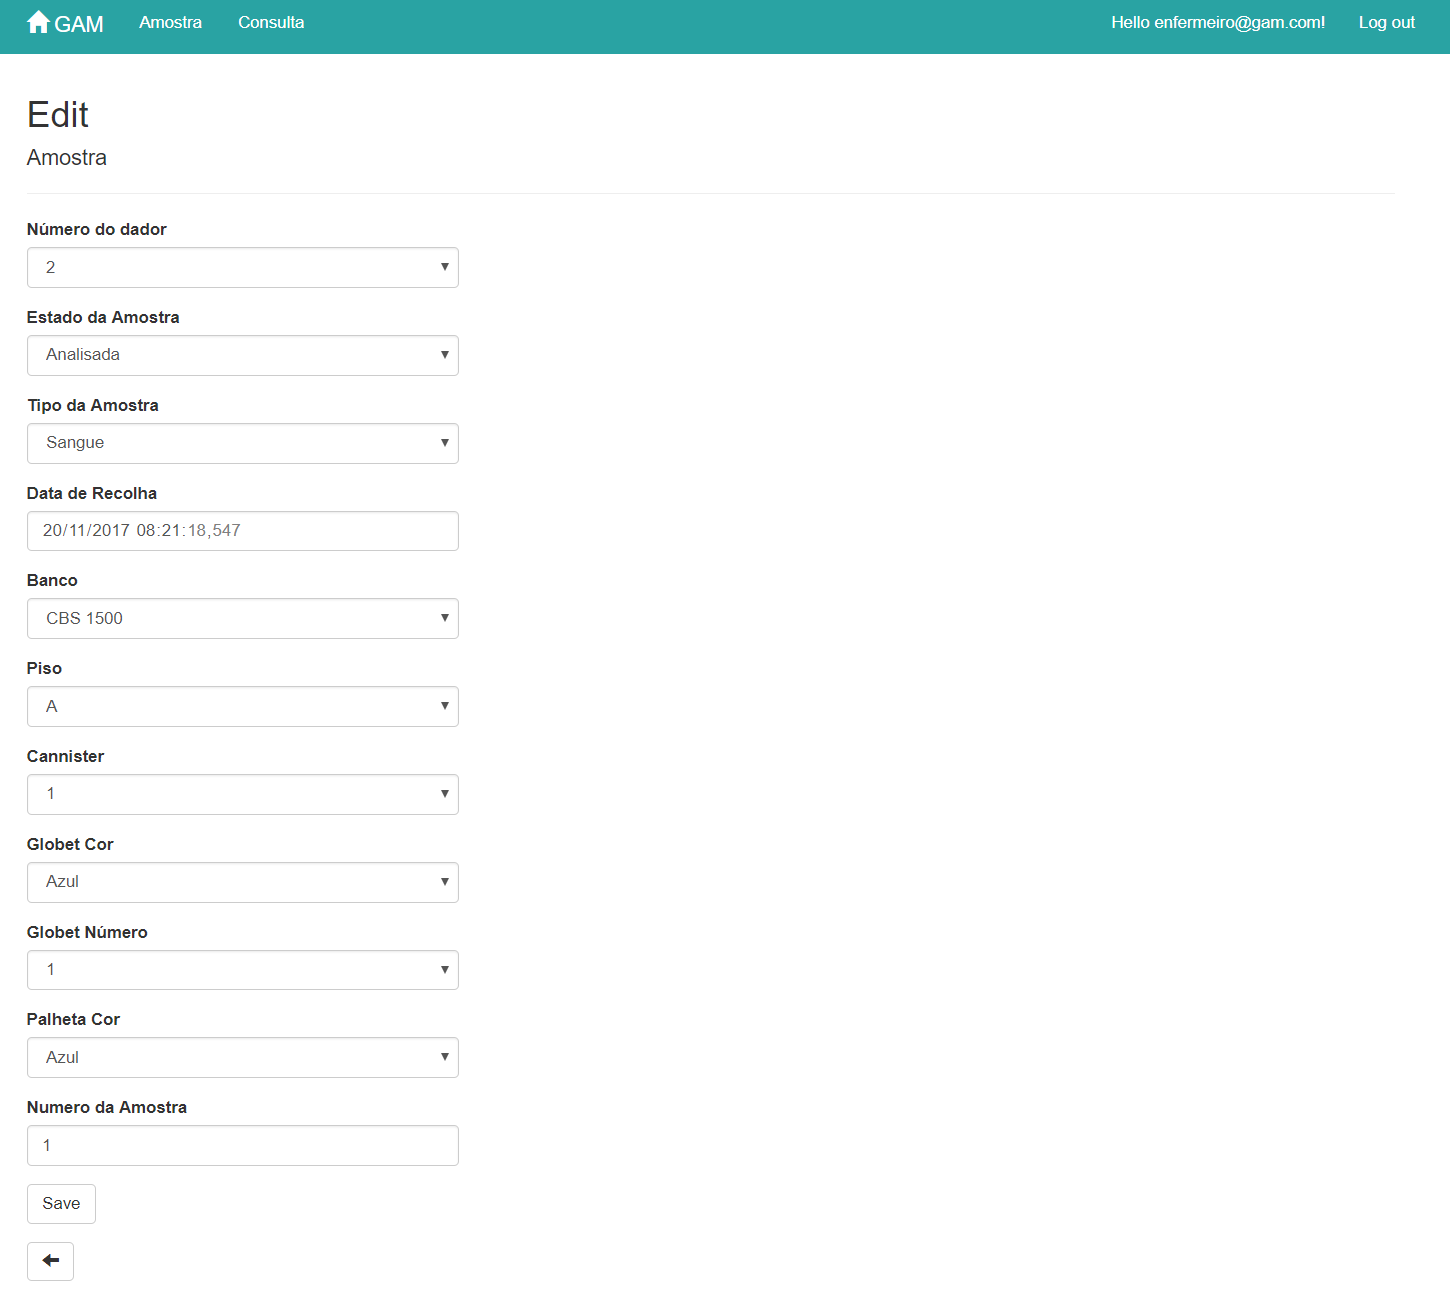 GAM Amostra Consulta Hello enfermeiro@gam.com! Log out
Edit
Amostra
Número do dador
2
Estado da Amostra
Analisada
Tipo da Amostra
Sangue
Data de Recolha
20/11/2017 08:21:18,547
Banco
CBS 1500
Piso
A
Cannister
1
Globet Cor
Azul
Globet Número
1
Palheta Cor
Azul
Numero da Amostra
1
Save